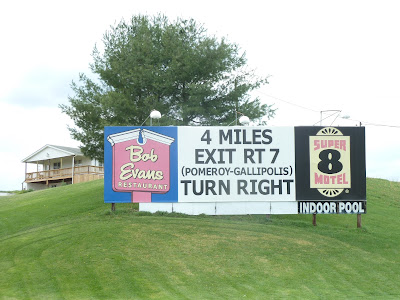 Bob
Evans
RESTAURANT
4 MILES
EXIT RT 7
(POMEROY-GALLIPOLIS)
TURN RIGHT
SUPER
8
MOTEL
INDOOR POOL